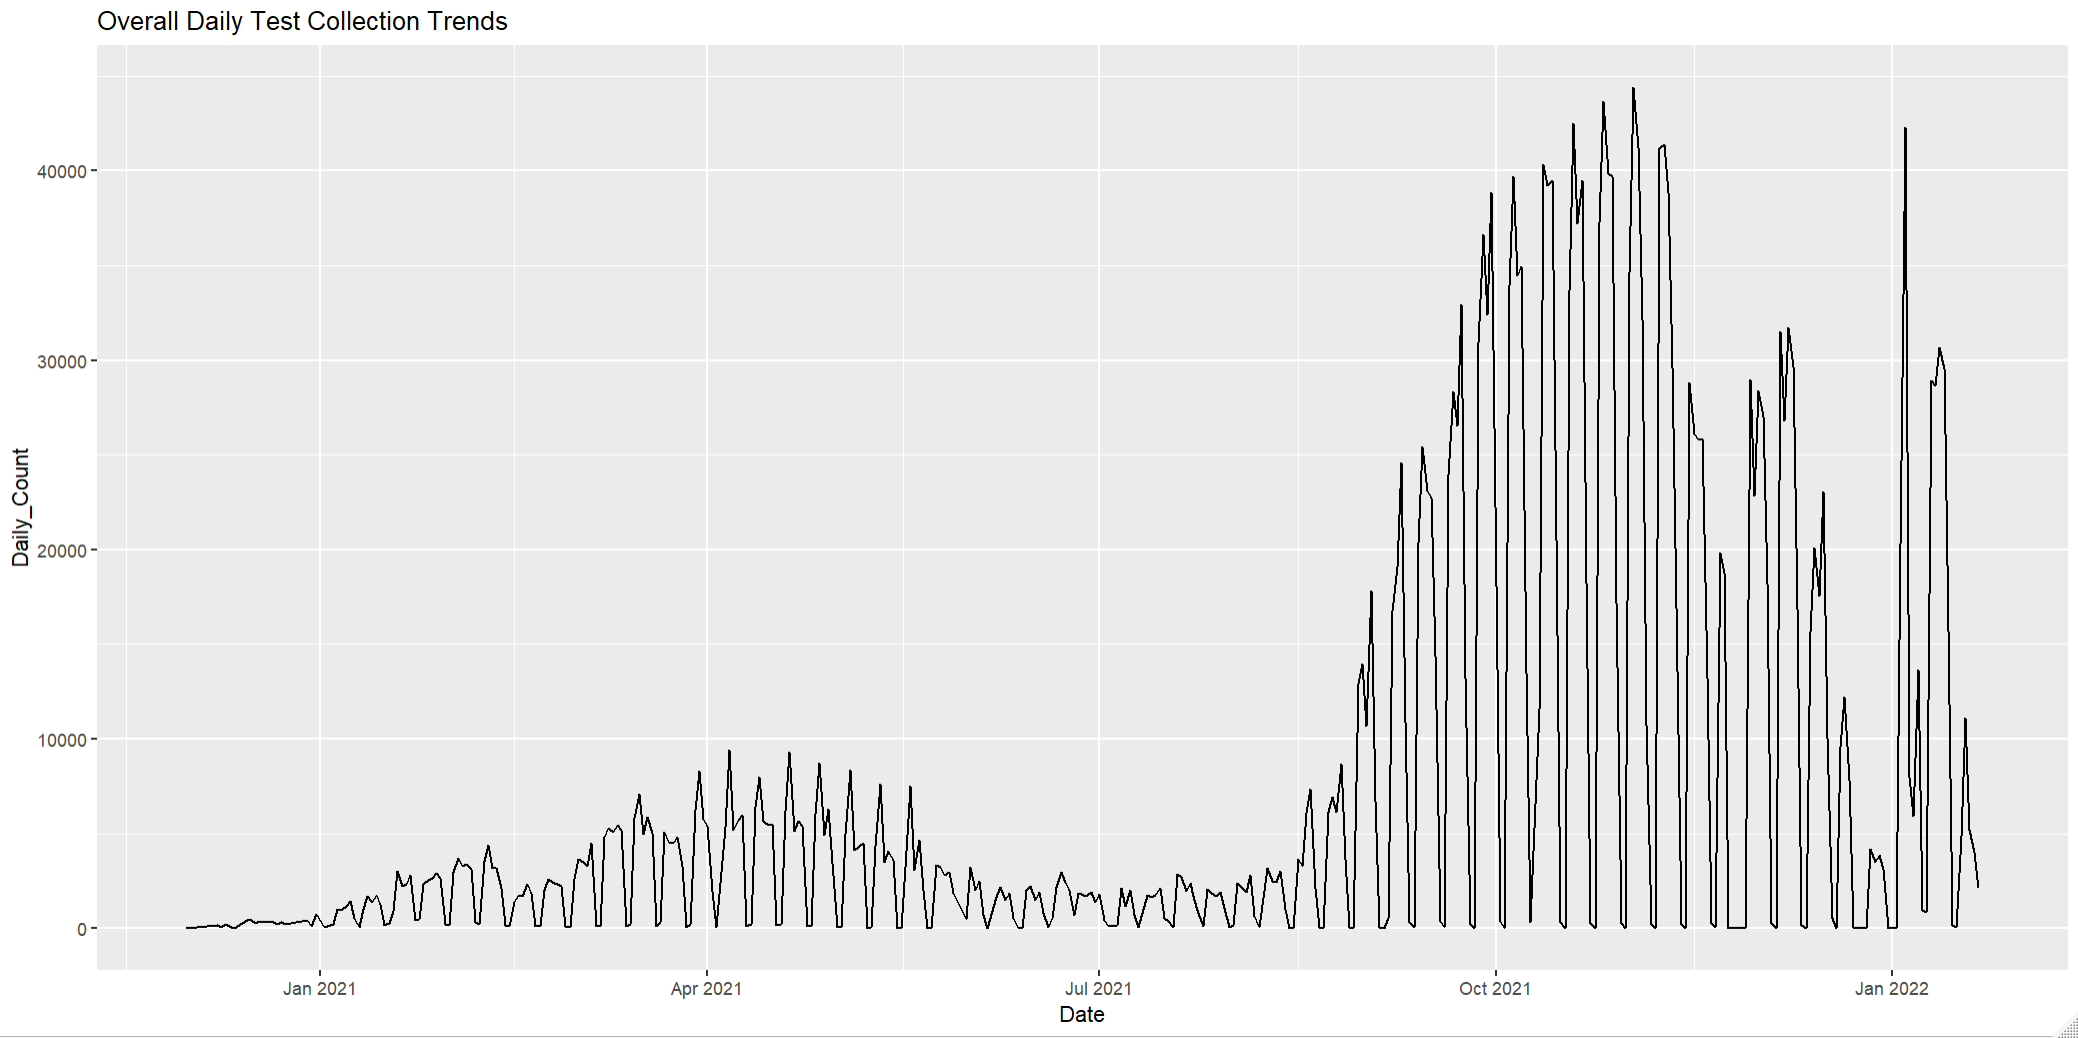 Overall Daily Test Collection Trends
Daily_Count
40000
30000
20000
10000
0
Jan 2021
Apr 2021
Jul 2021
Oct 2021
Jan 2022
Date